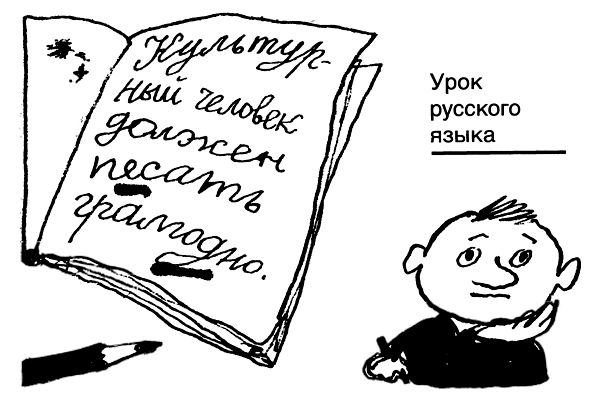 Культур-
ный человек
должен
песать
грамодно.
Урок
русского
языка